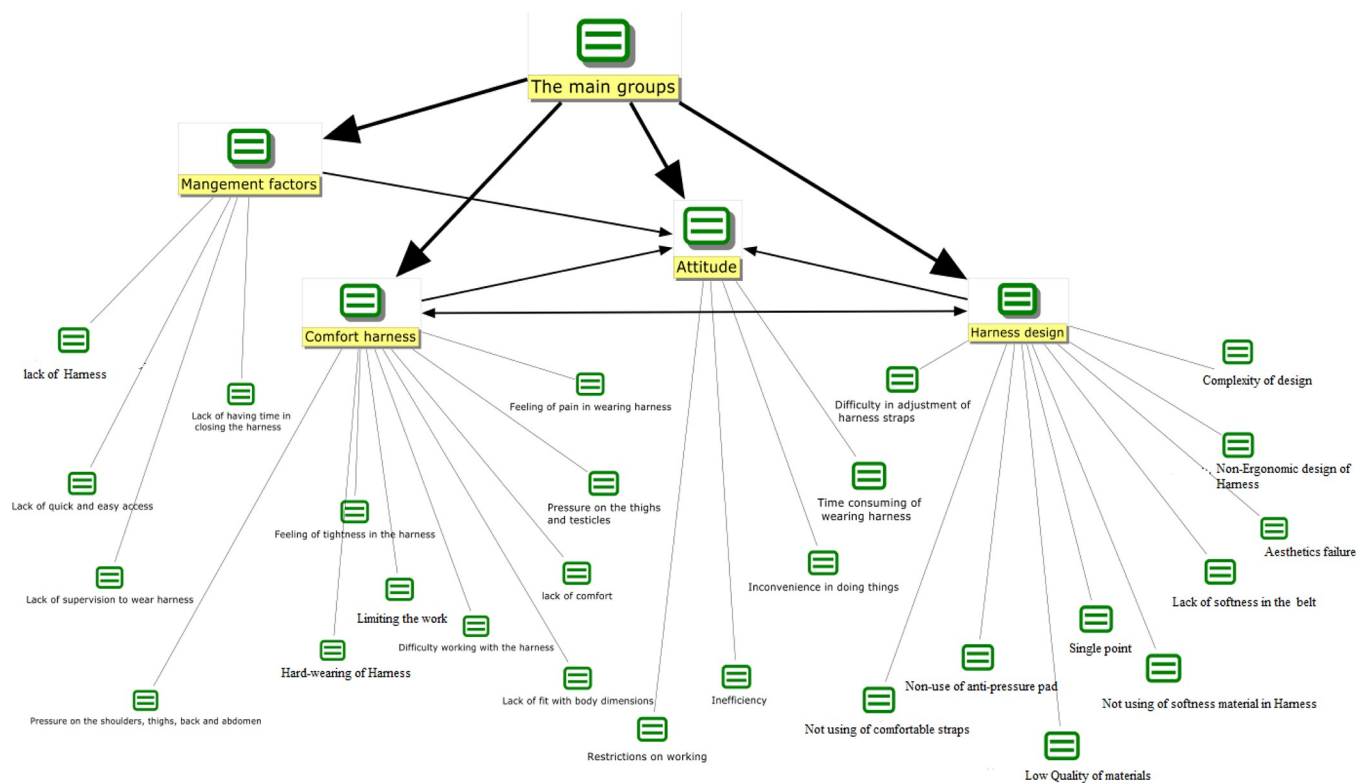 The main groups
Mangement factors
Attitude
Comfort harness
Harness design
lack of Harness
Lack of having time in
closing the harness
Lack of quick and easy access
Lack of supervision to wear harness
Feeling of pain in wearing harness
Pressure on the thighs
and testicles
Feeling of tightness in the harness
lack of comfort
Limiting the work
Difficulty working with the harness
Hard-wearing of Harness
Lack of fit with body dimensions
Pressure on the shoulders, thighs, back and abdomen
Time consuming of
wearing harness
Inconvenience in doing things
Inefficiency
Restrictions on working
Difficulty in adjustment of
harness straps
Complexity of design
Non-Ergonomic design of
Harness
Aesthetics failure
Lack of softness in the belt
Single point
Not using of softness material in Harness
Non-use of anti-pressure pad
Not using of comfortable straps
Low Quality of materials